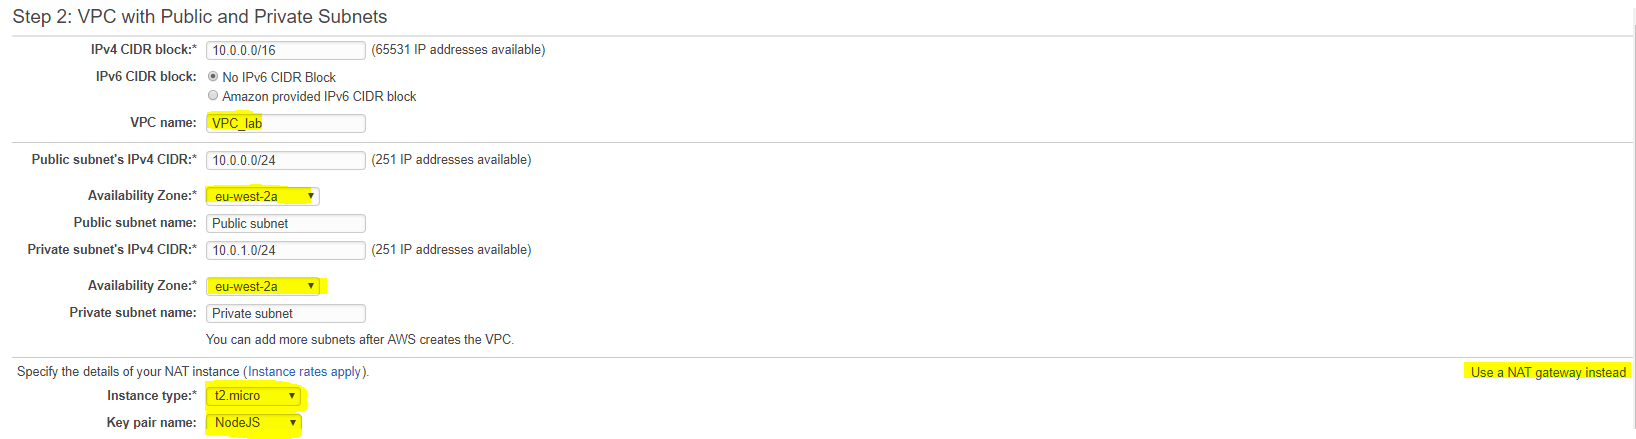 Step 2: VPC with Public and Private Subnets
IPv4 CIDR block:* 10.0.0.0/16 (65531 IP addresses available)
IPv6 CIDR block: No IPv6 CIDR Block
Amazon provided IPv6 CIDR block
VPC name: VPC_lab
Public subnet's IPv4 CIDR:* 10.0.0.0/24 (251 IP addresses available)
Availability Zone:* eu-west-2a
Public subnet name: Public subnet
Private subnet's IPv4 CIDR:* 10.0.1.0/24 (251 IP addresses available)
Availability Zone:* eu-west-2a
Private subnet name: Private subnet
You can add more subnets after AWS creates the VPC.
Specify the details of your NAT instance (Instance rates apply). Use a NAT gateway instead
Instance type:* t2.micro
Key pair name: NodeJS